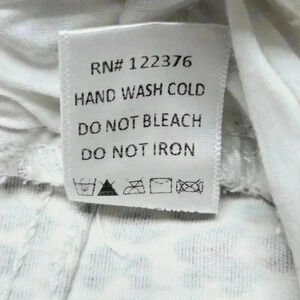 RN# 122376
HAND WASH COLD
DO NOT BLEACH
DO NOT IRON